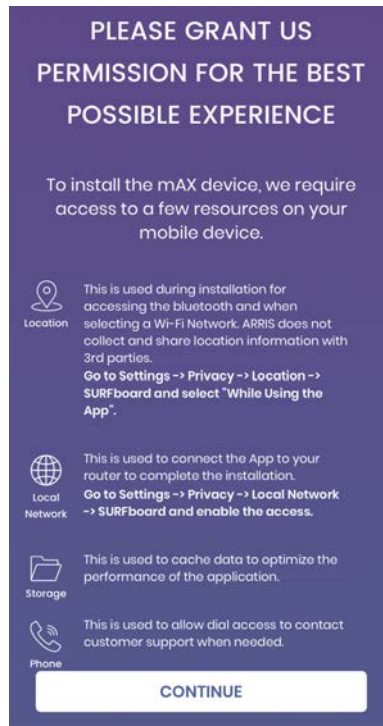 PLEASE GRANT US
PERMISSION FOR THE BEST
POSSIBLE EXPERIENCE
To install the mAX device, we require
access to a few resources on your
mobile device.
Location
This is used during installation for
accessing the bluetooth and when
selecting a Wi-Fi Network. ARRIS does not
collect and share location information with
3rd parties.
Go to Settings -> Privacy -> Location ->
SURFboard and select "While Using the
App".
Local
Network
This is used to connect the App to your
router to complete the installation.
Go to Settings -> Privacy -> Local Network
-> SURFboard and enable the access.
Storage
This is used to cache data to optimize the
performance of the application.
Phone
This is used to allow dial access to contact
customer support when needed.
CONTINUE